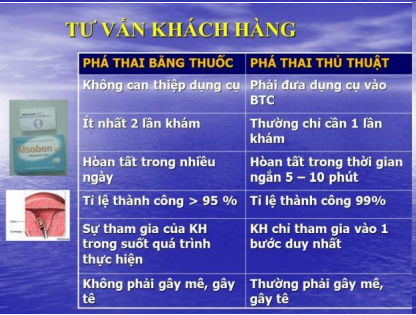 TƯ VẤN KHÁCH HÀNG
PHÁ THAI BẰNG THUỐC
PHÁ THAI THỦ THUẬT
Không can thiệp dụng cụ
Phải đưa dụng cụ vào
BTC
Ít nhất 2 lần khám
Thường chỉ cần 1 lần
khám
Hòan tất trong nhiều
ngày
Hòan tất trong thời gian
ngắn 5 – 10 phút
Tỉ lệ thành công > 95 %
Tỉ lệ thành công 99%
Sự tham gia của KH
trong suốt quá trình
thực hiện
KH chỉ tham gia vào 1
bước duy nhất
Không phải gây mê, gây
tê
Thường phải gây mê,
gây tê
Alsoben